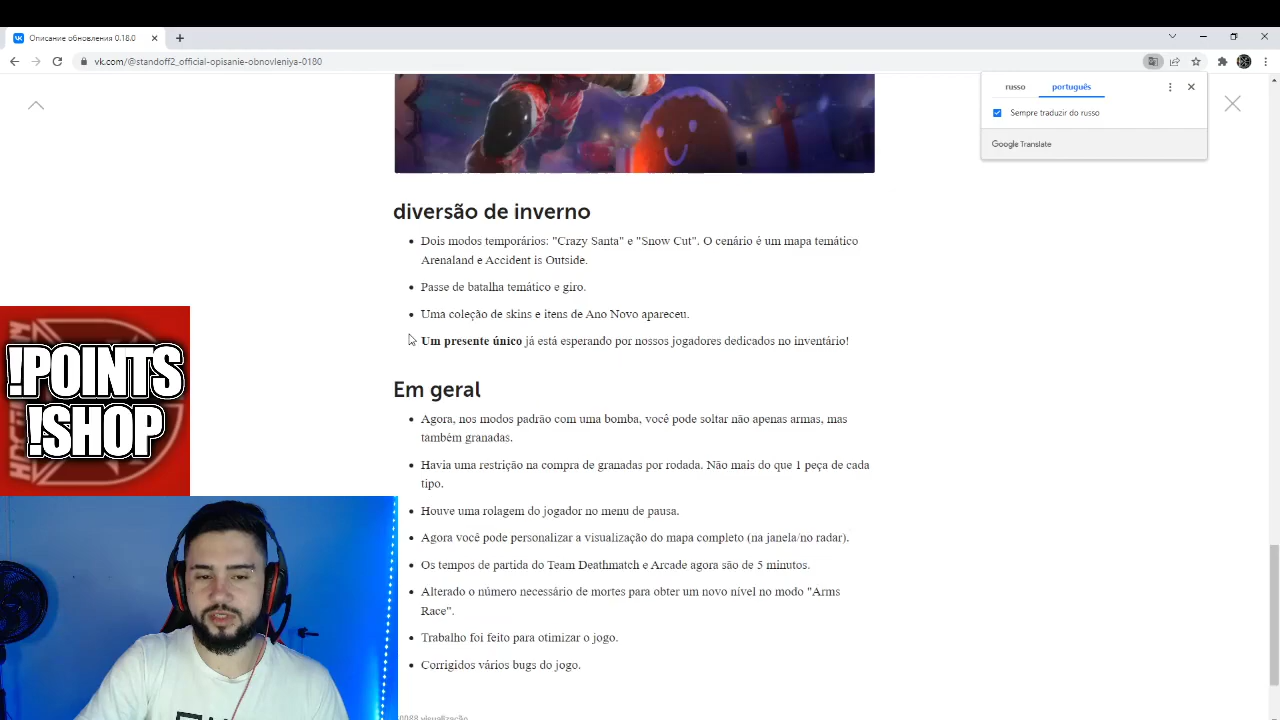 Описание обновления 0.18.0
vk.com/@standoff2_official-opisanie-obnovleniya-0180
russo português
Sempre traduzir do russo
Google Translate
diversão de inverno
Dois modos temporários: "Crazy Santa" e "Snow Cut". O cenário é um mapa temático
Arenaland e Accident is Outside.
Passe de batalha temático e giro.
Uma coleção de skins e itens de Ano Novo apareceu.
Um presente único já está esperando por nossos jogadores dedicados no inventário!
!POINTS
!SHOP
Em geral
Agora, nos modos padrão com uma bomba, você pode soltar não apenas armas, mas
também granadas.
Havia uma restrição na compra de granadas por rodada. Não mais do que 1 peça de cada
tipo.
Houve uma rolagem do jogador no menu de pausa.
Agora você pode personalizar a visualização do mapa completo (na janela/no radar).
Os tempos de partida do Team Deathmatch e Arcade agora são de 5 minutos.
Alterado o número necessário de mortes para obter um novo nível no modo "Arms
Race".
Trabalho foi feito para otimizar o jogo.
Corrigidos vários bugs do jogo.